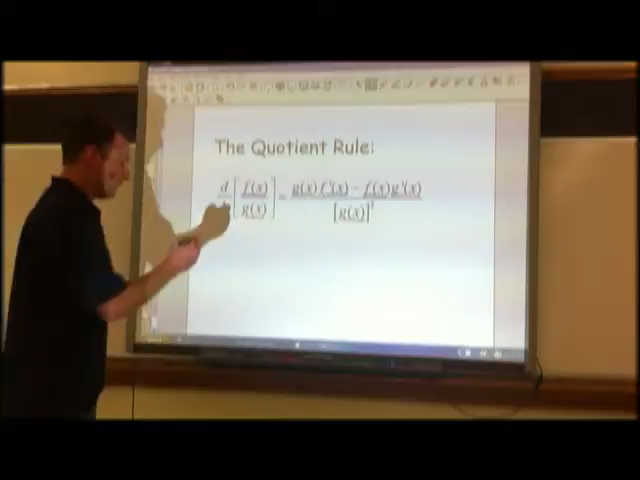 The Quotient Rule:
d/dx [f(x)/g(x)] = g(x)f'(x) - f(x)g'(x) / [g(x)]²